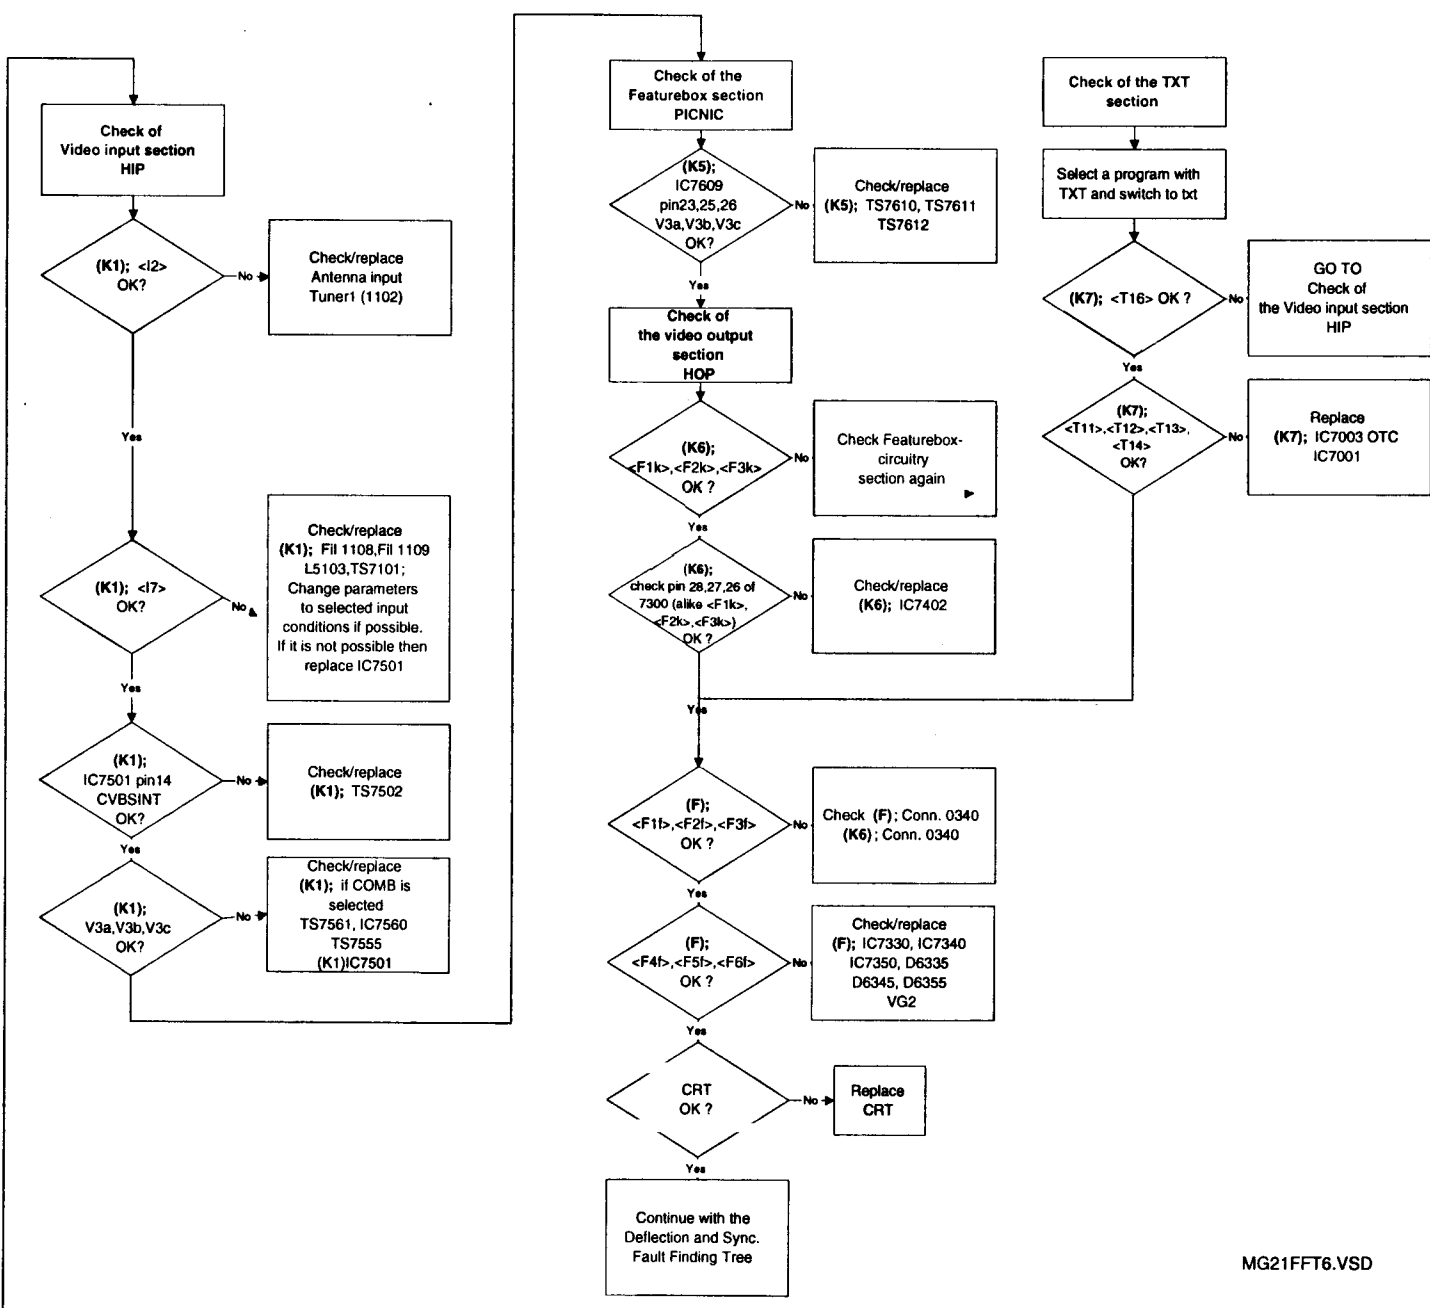 Check of
Video input section
HIP
(K1); <I2>
OK?
No
Check/replace
Antenna input
Tuner1 (1102)
Yes
(K1); <I7>
OK?
No
Check/replace
(K1); Fil 1108,Fil 1109
L5103,TS7101;
Change parameters
to selected input
conditions if possible.
If it is not possible then
replace IC7501
Yes
(K1);
IC7501 pin14
CVBSINT
OK?
No
Check/replace
(K1); TS7502
Yes
(K1);
V3a,V3b,V3c
OK?
No
Check/replace
(K1); if COMB is
selected
TS7561, IC7560
TS7555
(K1)IC7501
Check of the
Featurebox section
PICNIC
(K5);
IC7609
pin23,25,26
V3a,V3b,V3c
OK?
No
Check/replace
(K5); TS7610, TS7611
TS7612
Yes
Check of
the video output
section
HOP
(K6);
<F1k>,<F2k>,<F3k>
OK ?
No
Check Featurebox-
circuitry
section again
Yes
(K6);
check pin 28,27,26 of
7300 (alike <F1k>,
<F2k>,<F3k>)
OK ?
No
Check/replace
(K6); IC7402
Yes
(F);
<F1f>,<F2f>,<F3f>
OK ?
No
Check (F); Conn. 0340
(K6); Conn. 0340
Yes
(F);
<F4f>,<F5f>,<F6f>
OK ?
No
Check/replace
(F); IC7330, IC7340
IC7350, D6335
D6345, D6355
VG2
Yes
CRT
OK ?
No
Replace
CRT
Yes
Continue with the
Deflection and Sync.
Fault Finding Tree
Check of the TXT
section
Select a program with
TXT and switch to txt
(K7); <T16> OK ?
No
GO TO
Check of
the Video input section
HIP
Yes
(K7);
<T11>,<T12>,<T13>,
<T14>
OK?
No
Replace
(K7); IC7003 OTC
IC7001
MG21FFT6.VSD